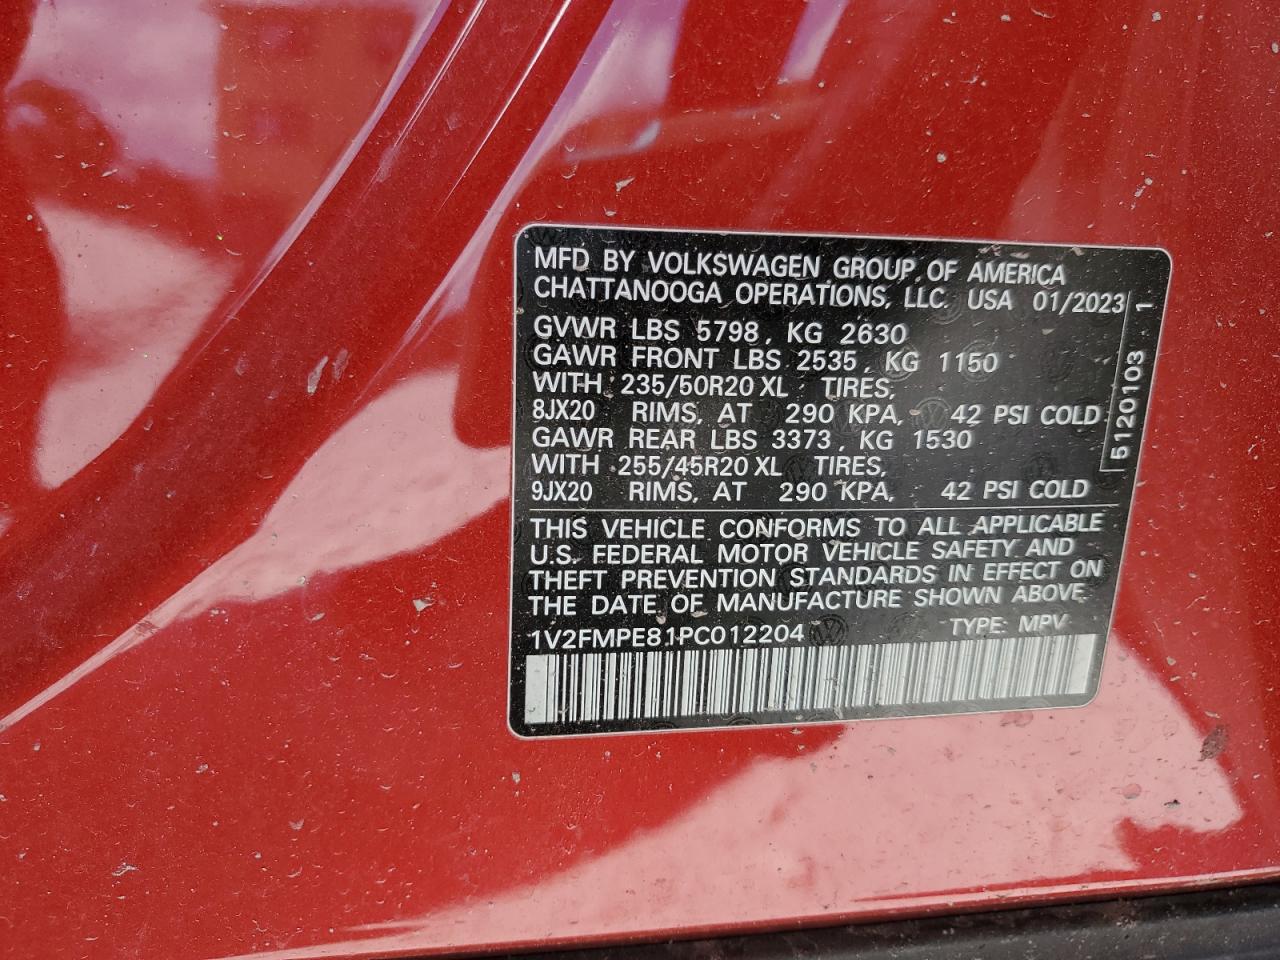 MFD BY VOLKSWAGEN GROUP OF AMERICA
CHATTANOOGA OPERATIONS, LLC. USA 01/2023
GVWR LBS 5798, KG 2630
GAWR FRONT LBS 2535, KG 1150
WITH 235/50R20 XL TIRES,
8JX20 RIMS, AT 290 KPA, 42 PSI COLD
GAWR REAR LBS 3373, KG 1530
WITH 255/45R20 XL TIRES,
9JX20 RIMS, AT 290 KPA, 42 PSI COLD
5120103 1
THIS VEHICLE CONFORMS TO ALL APPLICABLE
U.S. FEDERAL MOTOR VEHICLE SAFETY AND
THEFT PREVENTION STANDARDS IN EFFECT ON
THE DATE OF MANUFACTURE SHOWN ABOVE.
1V2FMPE81PC012204 TYPE: MPV